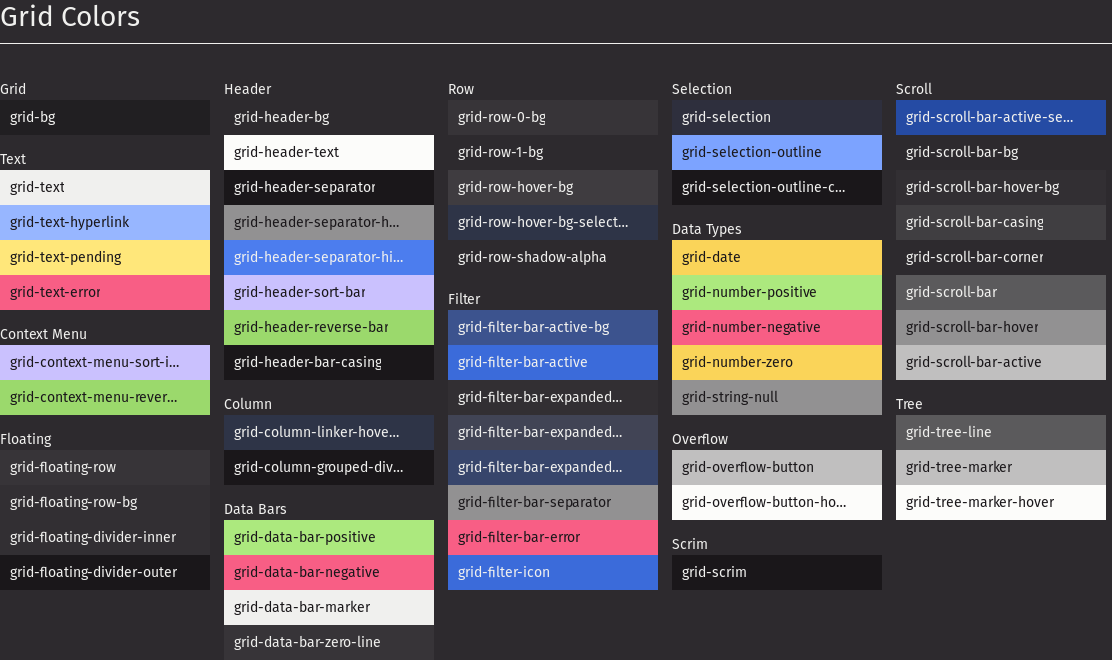 Grid Colors
Grid
grid-bg
Text
grid-text
grid-text-hyperlink
grid-text-pending
grid-text-error
Context Menu
grid-context-menu-sort-i...
grid-context-menu-rever...
Floating
grid-floating-row
grid-floating-row-bg
grid-floating-divider-inner
grid-floating-divider-outer
Header
grid-header-bg
grid-header-text
grid-header-separator
grid-header-separator-h...
grid-header-separator-hi...
grid-header-sort-bar
grid-header-reverse-bar
grid-header-bar-casing
Column
grid-column-linker-hove...
grid-column-grouped-div...
Data Bars
grid-data-bar-positive
grid-data-bar-negative
grid-data-bar-marker
grid-data-bar-zero-line
Row
grid-row-0-bg
grid-row-1-bg
grid-row-hover-bg
grid-row-hover-bg-select...
grid-row-shadow-alpha
Filter
grid-filter-bar-active-bg
grid-filter-bar-active
grid-filter-bar-expanded...
grid-filter-bar-expanded...
grid-filter-bar-expanded...
grid-filter-bar-separator
grid-filter-bar-error
grid-filter-icon
Selection
grid-selection
grid-selection-outline
grid-selection-outline-c...
Data Types
grid-date
grid-number-positive
grid-number-negative
grid-number-zero
grid-string-null
Overflow
grid-overflow-button
grid-overflow-button-ho...
Scrim
grid-scrim
Scroll
grid-scroll-bar-active-se...
grid-scroll-bar-bg
grid-scroll-bar-hover-bg
grid-scroll-bar-casing
grid-scroll-bar-corner
grid-scroll-bar
grid-scroll-bar-hover
grid-scroll-bar-active
Tree
grid-tree-line
grid-tree-marker
grid-tree-marker-hover